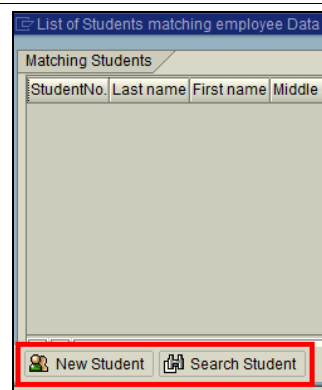 List of Students matching employee Data
Matching Students
StudentNo. Last name First name Middle
New Student Search Student